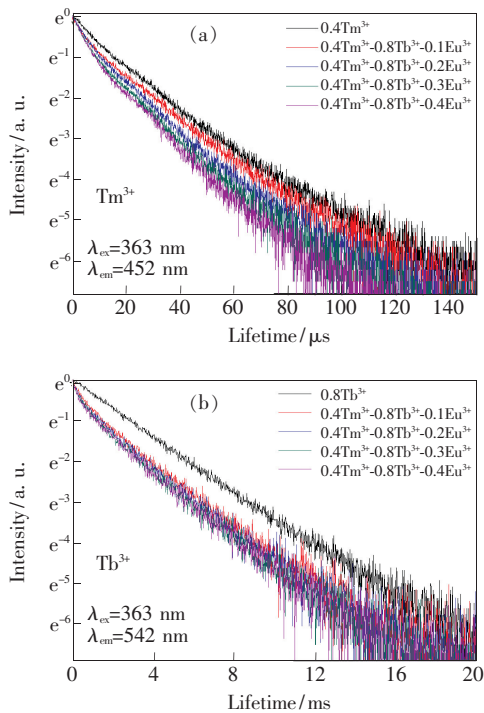 (a)
0.4Tm³⁺
0.4Tm³⁺-0.8Tb³⁺-0.1Eu³⁺
0.4Tm³⁺-0.8Tb³⁺-0.2Eu³⁺
0.4Tm³⁺-0.8Tb³⁺-0.3Eu³⁺
0.4Tm³⁺-0.8Tb³⁺-0.4Eu³⁺
Intensity/a. u.
e⁰
e⁻¹
e⁻²
e⁻³
e⁻⁴
e⁻⁵
e⁻⁶
Tm³⁺
λex=363 nm
λem=452 nm
0 20 40 60 80 100 120 140
Lifetime/μs
(b)
0.8Tb³⁺
0.4Tm³⁺-0.8Tb³⁺-0.1Eu³⁺
0.4Tm³⁺-0.8Tb³⁺-0.2Eu³⁺
0.4Tm³⁺-0.8Tb³⁺-0.3Eu³⁺
0.4Tm³⁺-0.8Tb³⁺-0.4Eu³⁺
Intensity/a. u.
e⁰
e⁻¹
e⁻²
e⁻³
e⁻⁴
e⁻⁵
e⁻⁶
Tb³⁺
λex=363 nm
λem=542 nm
0 4 8 12 16 20
Lifetime/ms